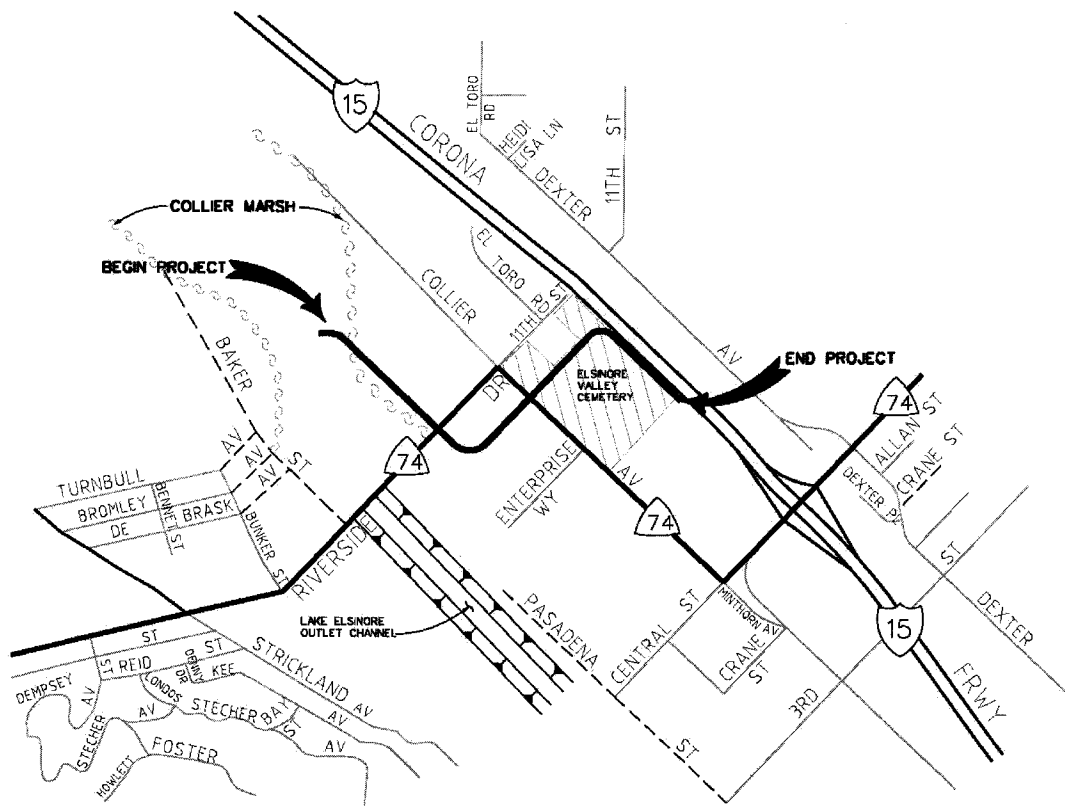 15
CORONA
EL TORO
RD
HEIDI
LISA LN
DEXTER
11TH ST
COLLIER MARSH
BEGIN PROJECT
COLLIER
EL TORO RD
11TH ST
DR
ELSINORE
VALLEY
CEMETERY
AV
END PROJECT
74
ALLAN ST
CRANE ST
DEXTER PL
BAKER
ST
AV
AV
AV
TURNBULL
BROMLEY
DE
BENNET ST
BRASK
BUNKER ST
74
RIVERSIDE
ENTERPRISE
WY
AV
74
LAKE ELSINORE
OUTLET CHANNEL
PASADENA
ST
CENTRAL
ST
MINTHORN AV
CRANE
ST
3RD
ST
DEXTER
15
FRWY
ST
ST
REID
ST
DENNY
DR
KEE
STRICKLAND
AV
DEMPSEY
AV
LONDOS
STECHER
AV
STECHER
BAY
ST
AV
AV
FOSTER
HOWLETT